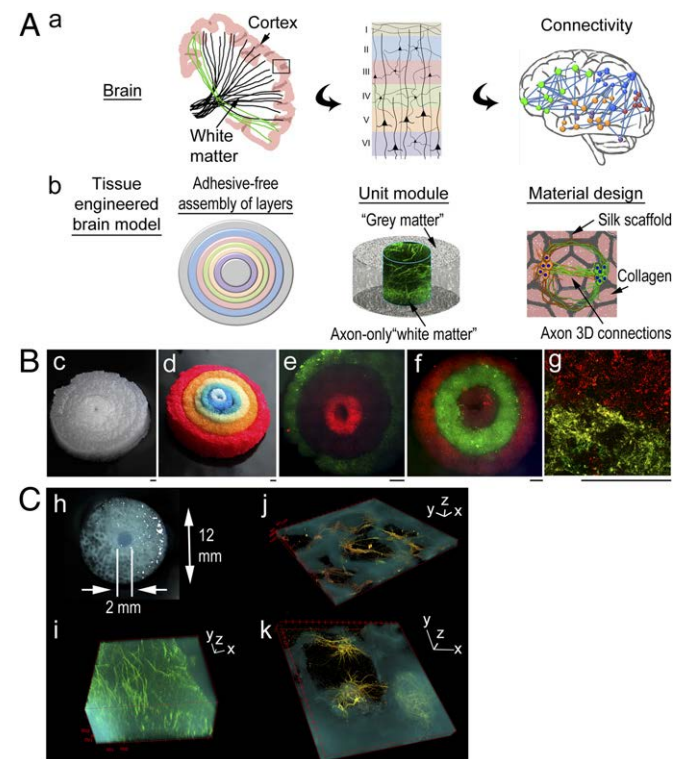 A
a
Cortex
Brain
White
matter
I
II
III
IV
V
VI
Connectivity
b
Tissue
engineered
brain model
Adhesive-free
assembly of layers
Unit module
"Grey matter"
Axon-only"white matter"
Material design
Silk scaffold
Collagen
Axon 3D connections
B
c
d
e
f
g
C
h
12
mm
2 mm
j
y z x
i
y z x
k
y z x